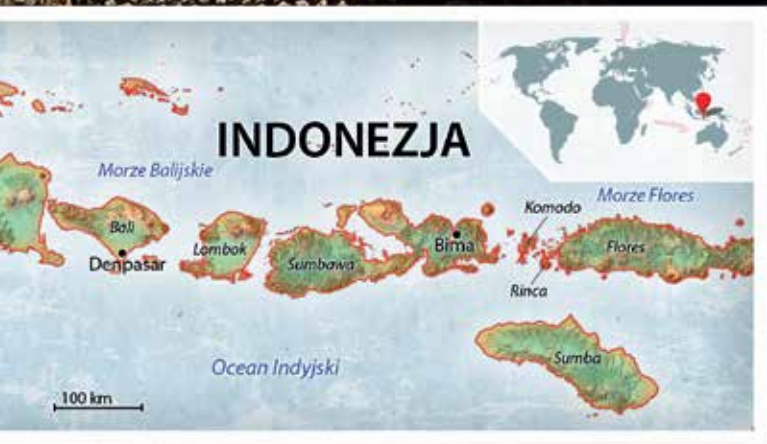 INDONEZJA
Morze Balijskie
Morze Flores
Komodo
Bali
Lombok
Bima
Flores
Denpasar
Sumbawa
Rinca
Sumba
Ocean Indyjski
100 km